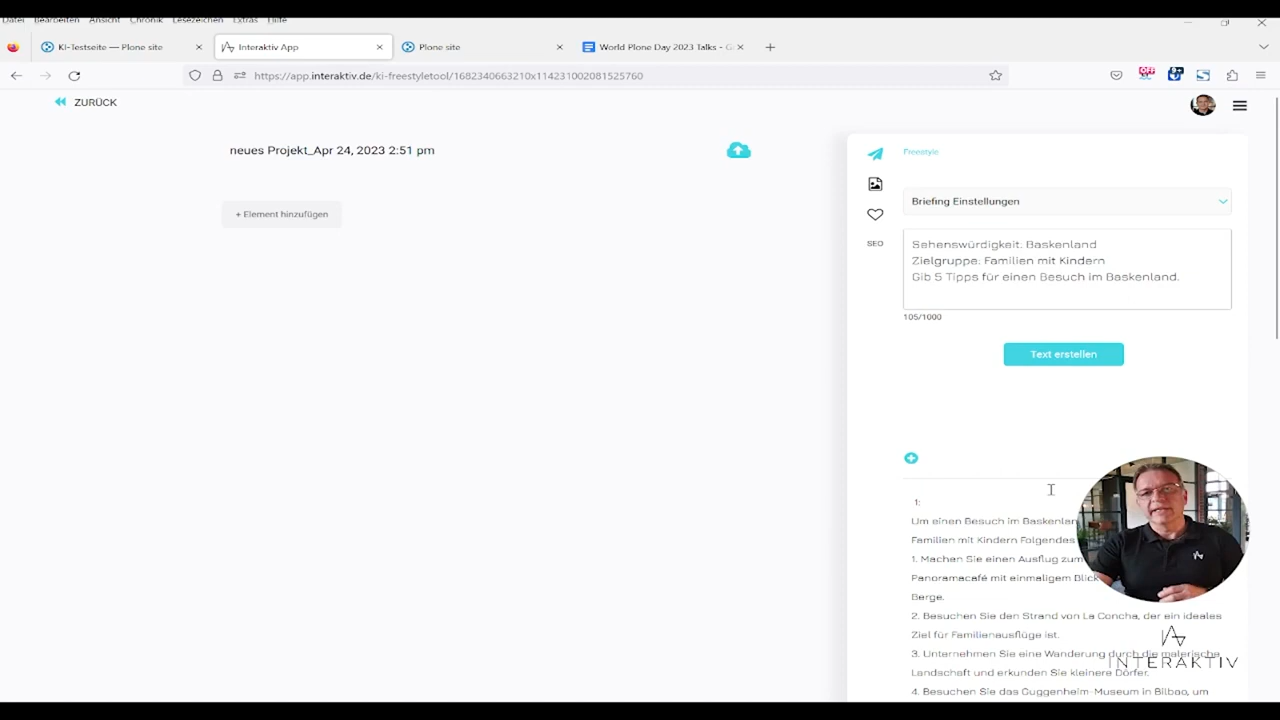 Datei Bearbeiten Ansicht Chronik Lesezeichen Extras Hilfe
KI-Testseite — Plone site
Interaktiv App
Plone site
World Plone Day 2023 Talks - G
https://app.interaktiv.de/ki-freestyletool/1682340663210x114231002081525760
OFF
ZURÜCK
neues Projekt_Apr 24, 2023 2:51 pm
+ Element hinzufügen
Freestyle
Briefing Einstellungen
SEO
Sehenswürdigkeit. Baskenland
Zielgruppe. Familien mit Kindern
Gib 5 Tipps für einen Besuch im Baskenland.
105/1000
Text erstellen
1:
Um einen Besuch im Baskenlan
Familien mit Kindern Folgendes
1. Machen Sie einen Ausflug zum
Panoramacafé mit einmaligem Blick
Berge.
2. Besuchen Sie den Strand von La Concha, der ein ideales
Ziel für Familienausflüge ist.
3. Unternehmen Sie eine Wanderung durch die malerische
Landschaft und erkunden Sie kleinere Dörfer.
4. Besuchen Sie das Guggenheim-Museum in Bilbao, um
INTERAKTIV